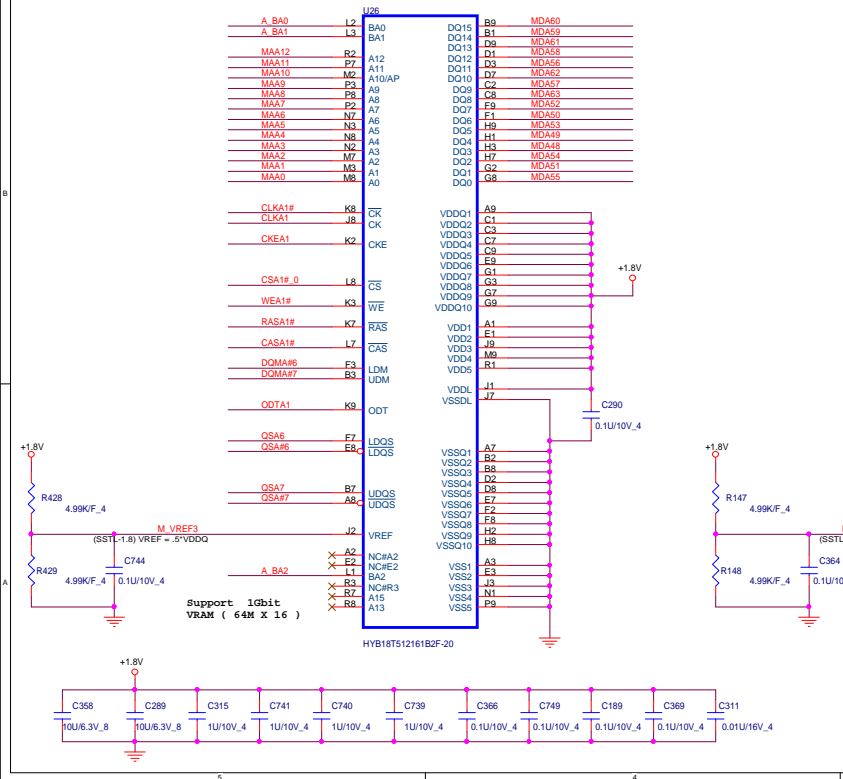 U26
A_BA0 L2 BA0 DQ15 B9 MDA60
A_BA1 L3 BA1 DQ14 B1 MDA59
DQ13 D9 MDA61
MAA12 R2 A12 DQ12 D1 MDA58
MAA11 P7 A11 DQ11 D3 MDA56
MAA10 M2 A10/AP DQ10 D7 MDA62
MAA9 P3 A9 DQ9 C2 MDA57
MAA8 P8 A8 DQ8 C8 MDA63
MAA7 P2 A7 DQ7 F9 MDA52
MAA6 N7 A6 DQ6 F1 MDA50
MAA5 N3 A5 DQ5 H9 MDA53
MAA4 N8 A4 DQ4 H1 MDA49
MAA3 N2 A3 DQ3 H3 MDA48
MAA2 M7 A2 DQ2 H7 MDA54
MAA1 M3 A1 DQ1 G2 MDA51
MAA0 M8 A0 DQ0 G8 MDA55
B
CLKA1# K8 CK VDDQ1 A9
CLKA1 J8 CK VDDQ2 C1
VDDQ3 C3
CKEA1 K2 CKE VDDQ4 C7
VDDQ5 C9
VDDQ6 E9
VDDQ7 G1
+1.8V
CSA1#_0 L8 CS VDDQ8 G3
VDDQ9 G7
WEA1# K3 WE VDDQ10 G9
RASA1# K7 RAS VDD1 A1
VDD2 E1
CASA1# L7 CAS VDD3 J9
VDD4 M9
DQMA#6 F3 LDM VDD5 R1
DQMA#7 B3 UDM
VDDL J1
VSSDL J7
ODTA1 K9 ODT
C290
0.1U/10V_4
QSA6 F7 LDQS
QSA#6 E8 LDQS
VSSQ1 A7
VSSQ2 B2
VSSQ3 B8
VSSQ4 D2
QSA7 B7 UDQS VSSQ5 D8
QSA#7 A8 UDQS VSSQ6 E7
VSSQ7 F2
VSSQ8 F8
M_VREF3 J2 VREF VSSQ9 H2
(SSTL-1.8) VREF = .5*VDDQ
VSSQ10 H8
+1.8V
R428
4.99K/F_4
R429
4.99K/F_4
C744
0.1U/10V_4
A2 NC#A2
E2 NC#E2 VSS1 A3
A_BA2 L1 BA2 VSS2 E3
R3 NC#R3 VSS3 J3
R7 A15 VSS4 N1
R8 A13 VSS5 P9
A
Support 1Gbit
VRAM ( 64M X 16 )
HYB18T512161B2F-20
+1.8V
R147
4.99K/F_4
(SSTL
R148
4.99K/F_4
C364
0.1U/10
+1.8V
C358 C289 C315 C741 C740 C739 C366 C749 C189 C369 C311
10U/6.3V_8 10U/6.3V_8 1U/10V_4 1U/10V_4 1U/10V_4 1U/10V_4 0.1U/10V_4 0.1U/10V_4 0.1U/10V_4 0.1U/10V_4 0.01U/16V_4
5 4